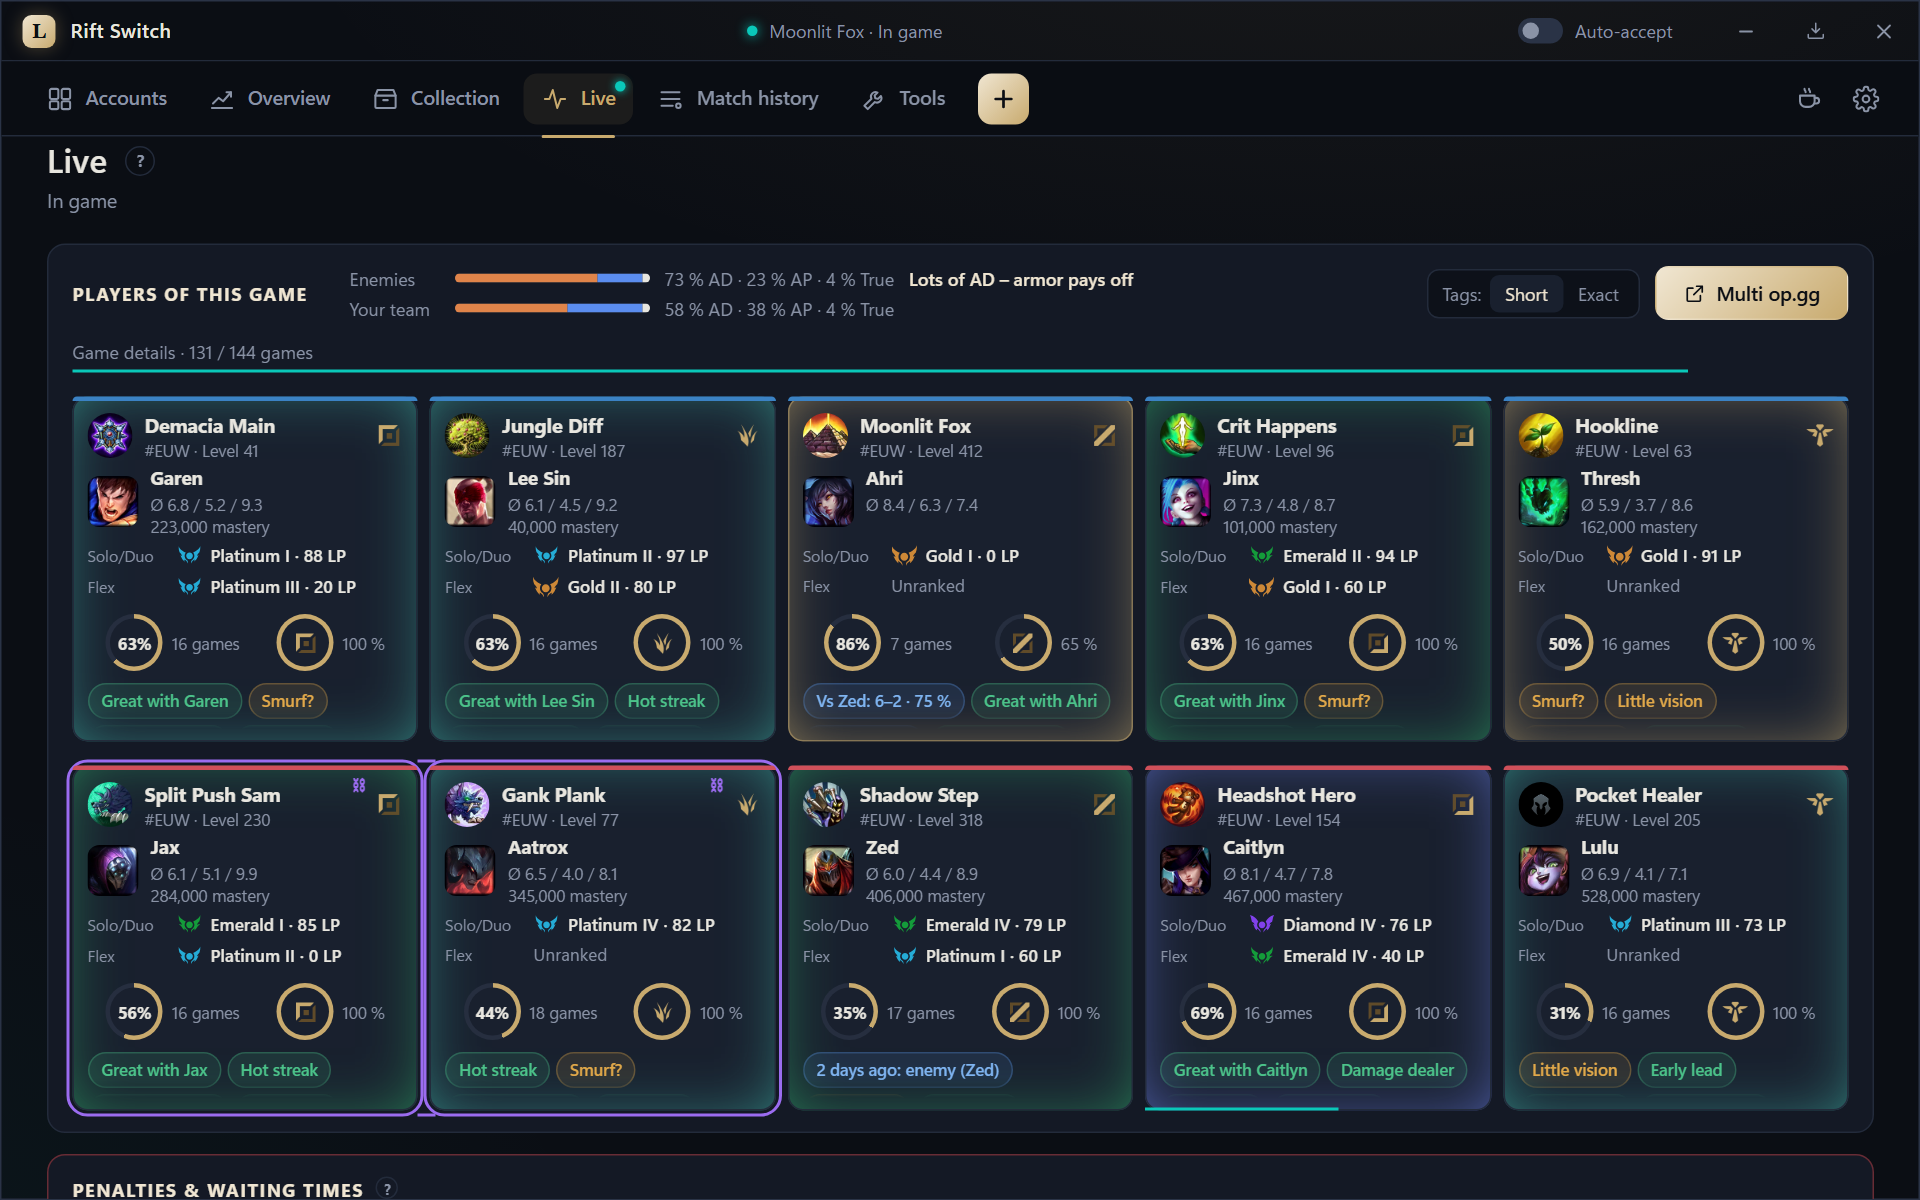 L Rift Switch
Moonlit Fox · In game
Auto-accept
Accounts
Overview
Collection
Live
Match history
Tools
+
Live ?
In game
PLAYERS OF THIS GAME
Enemies 73 % AD · 23 % AP · 4 % True Lots of AD – armor pays off
Your team 58 % AD · 38 % AP · 4 % True
Tags: Short Exact
Multi op.gg
Game details · 131 / 144 games
Demacia Main
#EUW · Level 41
Garen
Ø 6.8 / 5.2 / 9.3
223,000 mastery
Solo/Duo Platinum I · 88 LP
Flex Platinum III · 20 LP
63% 16 games 100 %
Great with Garen Smurf?
Jungle Diff
#EUW · Level 187
Lee Sin
Ø 6.1 / 4.5 / 9.2
40,000 mastery
Solo/Duo Platinum II · 97 LP
Flex Gold II · 80 LP
63% 16 games 100 %
Great with Lee Sin Hot streak
Moonlit Fox
#EUW · Level 412
Ahri
Ø 8.4 / 6.3 / 7.4
Solo/Duo Gold I · 0 LP
Flex Unranked
86% 7 games 65 %
Vs Zed: 6–2 · 75 % Great with Ahri
Crit Happens
#EUW · Level 96
Jinx
Ø 7.3 / 4.8 / 8.7
101,000 mastery
Solo/Duo Emerald II · 94 LP
Flex Gold I · 60 LP
63% 16 games 100 %
Great with Jinx Smurf?
Hookline
#EUW · Level 63
Thresh
Ø 5.9 / 3.7 / 8.6
162,000 mastery
Solo/Duo Gold I · 91 LP
Flex Unranked
50% 16 games 100 %
Smurf? Little vision
Split Push Sam
#EUW · Level 230
Jax
Ø 6.1 / 5.1 / 9.9
284,000 mastery
Solo/Duo Emerald I · 85 LP
Flex Platinum II · 0 LP
56% 16 games 100 %
Great with Jax Hot streak
Gank Plank
#EUW · Level 77
Aatrox
Ø 6.5 / 4.0 / 8.1
345,000 mastery
Solo/Duo Platinum IV · 82 LP
Flex Unranked
44% 18 games 100 %
Hot streak Smurf?
Shadow Step
#EUW · Level 318
Zed
Ø 6.0 / 4.4 / 8.9
406,000 mastery
Solo/Duo Emerald IV · 79 LP
Flex Platinum I · 60 LP
35% 17 games 100 %
2 days ago: enemy (Zed)
Headshot Hero
#EUW · Level 154
Caitlyn
Ø 8.1 / 4.7 / 7.8
467,000 mastery
Solo/Duo Diamond IV · 76 LP
Flex Emerald IV · 40 LP
69% 16 games 100 %
Great with Caitlyn Damage dealer
Pocket Healer
#EUW · Level 205
Lulu
Ø 6.9 / 4.1 / 7.1
528,000 mastery
Solo/Duo Platinum III · 73 LP
Flex Unranked
31% 16 games 100 %
Little vision Early lead
PENALTIES & WAITING TIMES ?